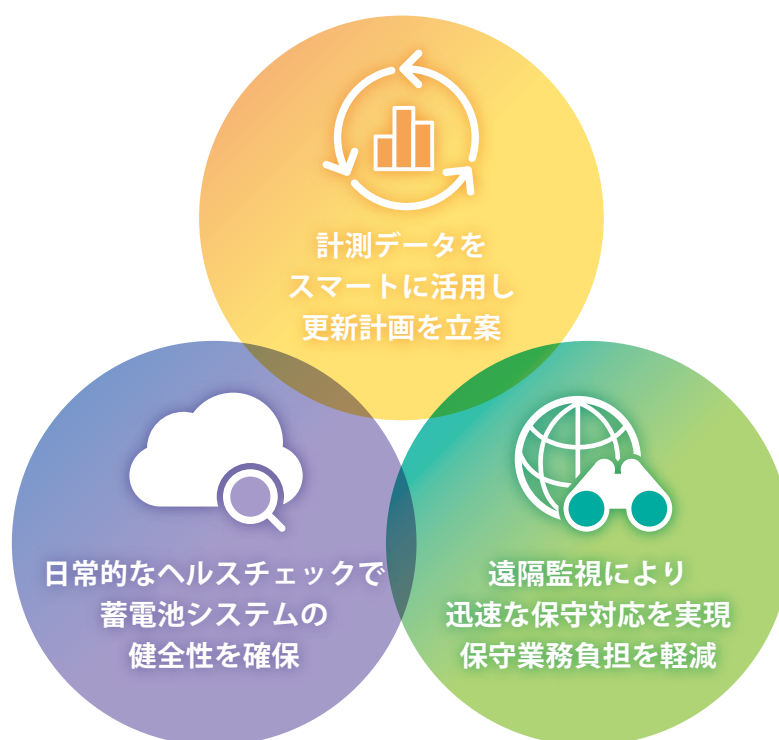 計測データを
スマートに活用し
更新計画を立案
日常的なヘルスチェックで
蓄電池システムの
健全性を確保
遠隔監視により
迅速な保守対応を実現
保守業務負担を軽減